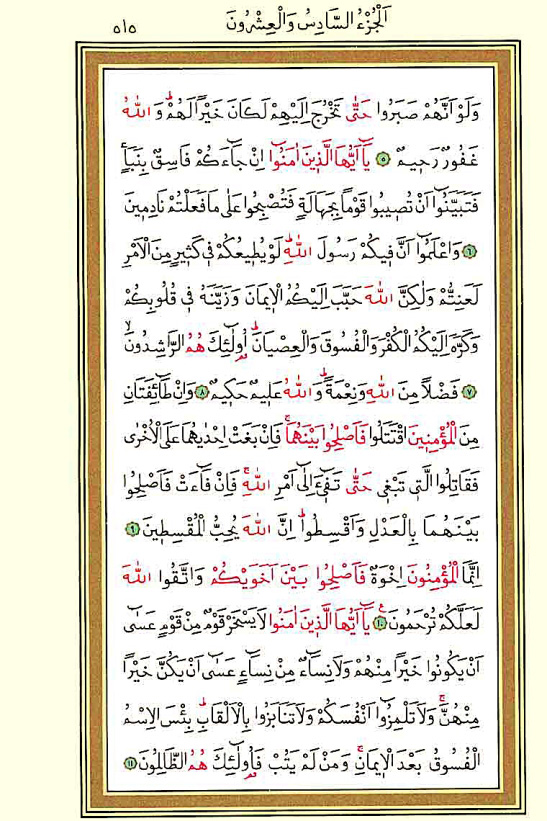 اَلْجُزْءُ السَّادِسُ وَالْعِشْرُونَ ٥١٥
وَلَوْ اَنَّهُمْ صَبَرُوا حَتّٰى تَخْرُجَ اِلَيْهِمْ لَكَانَ خَيْرًا لَهُمْۜ وَاللّٰهُ
غَفُورٌ رَح۪يمٌ ﴿٥﴾ يَٓا اَيُّهَا الَّذ۪ينَ اٰمَنُٓوا اِنْ جَٓاءَكُمْ فَاسِقٌ بِنَبَأٍ
فَتَبَيَّنُٓوا اَنْ تُص۪يبُوا قَوْمًا بِجَهَالَةٍ فَتُصْبِحُوا عَلٰى مَا فَعَلْتُمْ نَادِم۪ينَ
﴿٦﴾ وَاعْلَمُٓوا اَنَّ ف۪يكُمْ رَسُولَ اللّٰهِۜ لَوْ يُط۪يعُكُمْ ف۪ي كَث۪يرٍ مِنَ الْاَمْرِ
لَعَنِتُّمْ وَلٰكِنَّ اللّٰهَ حَبَّبَ اِلَيْكُمُ الْا۪يمَانَ وَزَيَّنَهُ ف۪ي قُلُوبِكُمْ
وَكَرَّهَ اِلَيْكُمُ الْكُفْرَ وَالْفُسُوقَ وَالْعِصْيَانَۜ اُو۬لٰٓئِكَ هُمُ الرَّاشِدُونَۙ
﴿٧﴾ فَضْلًا مِنَ اللّٰهِ وَنِعْمَةًۜ وَاللّٰهُ عَل۪يمٌ حَك۪يمٌ ﴿٨﴾ وَاِنْ طَٓائِفَتَانِ
مِنَ الْمُؤْمِن۪ينَ اقْتَتَلُوا فَاَصْلِحُوا بَيْنَهُمَاۚ فَاِنْ بَغَتْ اِحْدٰيهُمَا عَلَى الْاُخْرٰى
فَقَاتِلُوا الَّت۪ي تَبْغ۪ي حَتّٰى تَف۪ٓيءَ اِلٰٓى اَمْرِ اللّٰهِۚ فَاِنْ فَٓاءَتْ فَاَصْلِحُوا
بَيْنَهُمَا بِالْعَدْلِ وَاَقْسِطُواۜ اِنَّ اللّٰهَ يُحِبُّ الْمُقْسِط۪ينَ ﴿٩﴾
اِنَّمَا الْمُؤْمِنُونَ اِخْوَةٌ فَاَصْلِحُوا بَيْنَ اَخَوَيْكُمْ وَاتَّقُوا اللّٰهَ
لَعَلَّكُمْ تُرْحَمُونَ۟ ﴿١٠﴾ يَٓا اَيُّهَا الَّذ۪ينَ اٰمَنُوا لَا يَسْخَرْ قَوْمٌ مِنْ قَوْمٍ عَسٰٓى
اَنْ يَكُونُوا خَيْرًا مِنْهُمْ وَلَا نِسَٓاءٌ مِنْ نِسَٓاءٍ عَسٰٓى اَنْ يَكُنَّ خَيْرًا
مِنْهُنَّۚ وَلَا تَلْمِزُٓوا اَنْفُسَكُمْ وَلَا تَنَابَزُوا بِالْاَلْقَابِۜ بِئْسَ الِاسْمُ
الْفُسُوقُ بَعْدَ الْا۪يمَانِۚ وَمَنْ لَمْ يَتُبْ فَاُو۬لٰٓئِكَ هُمُ الظَّالِمُونَ ﴿١١﴾